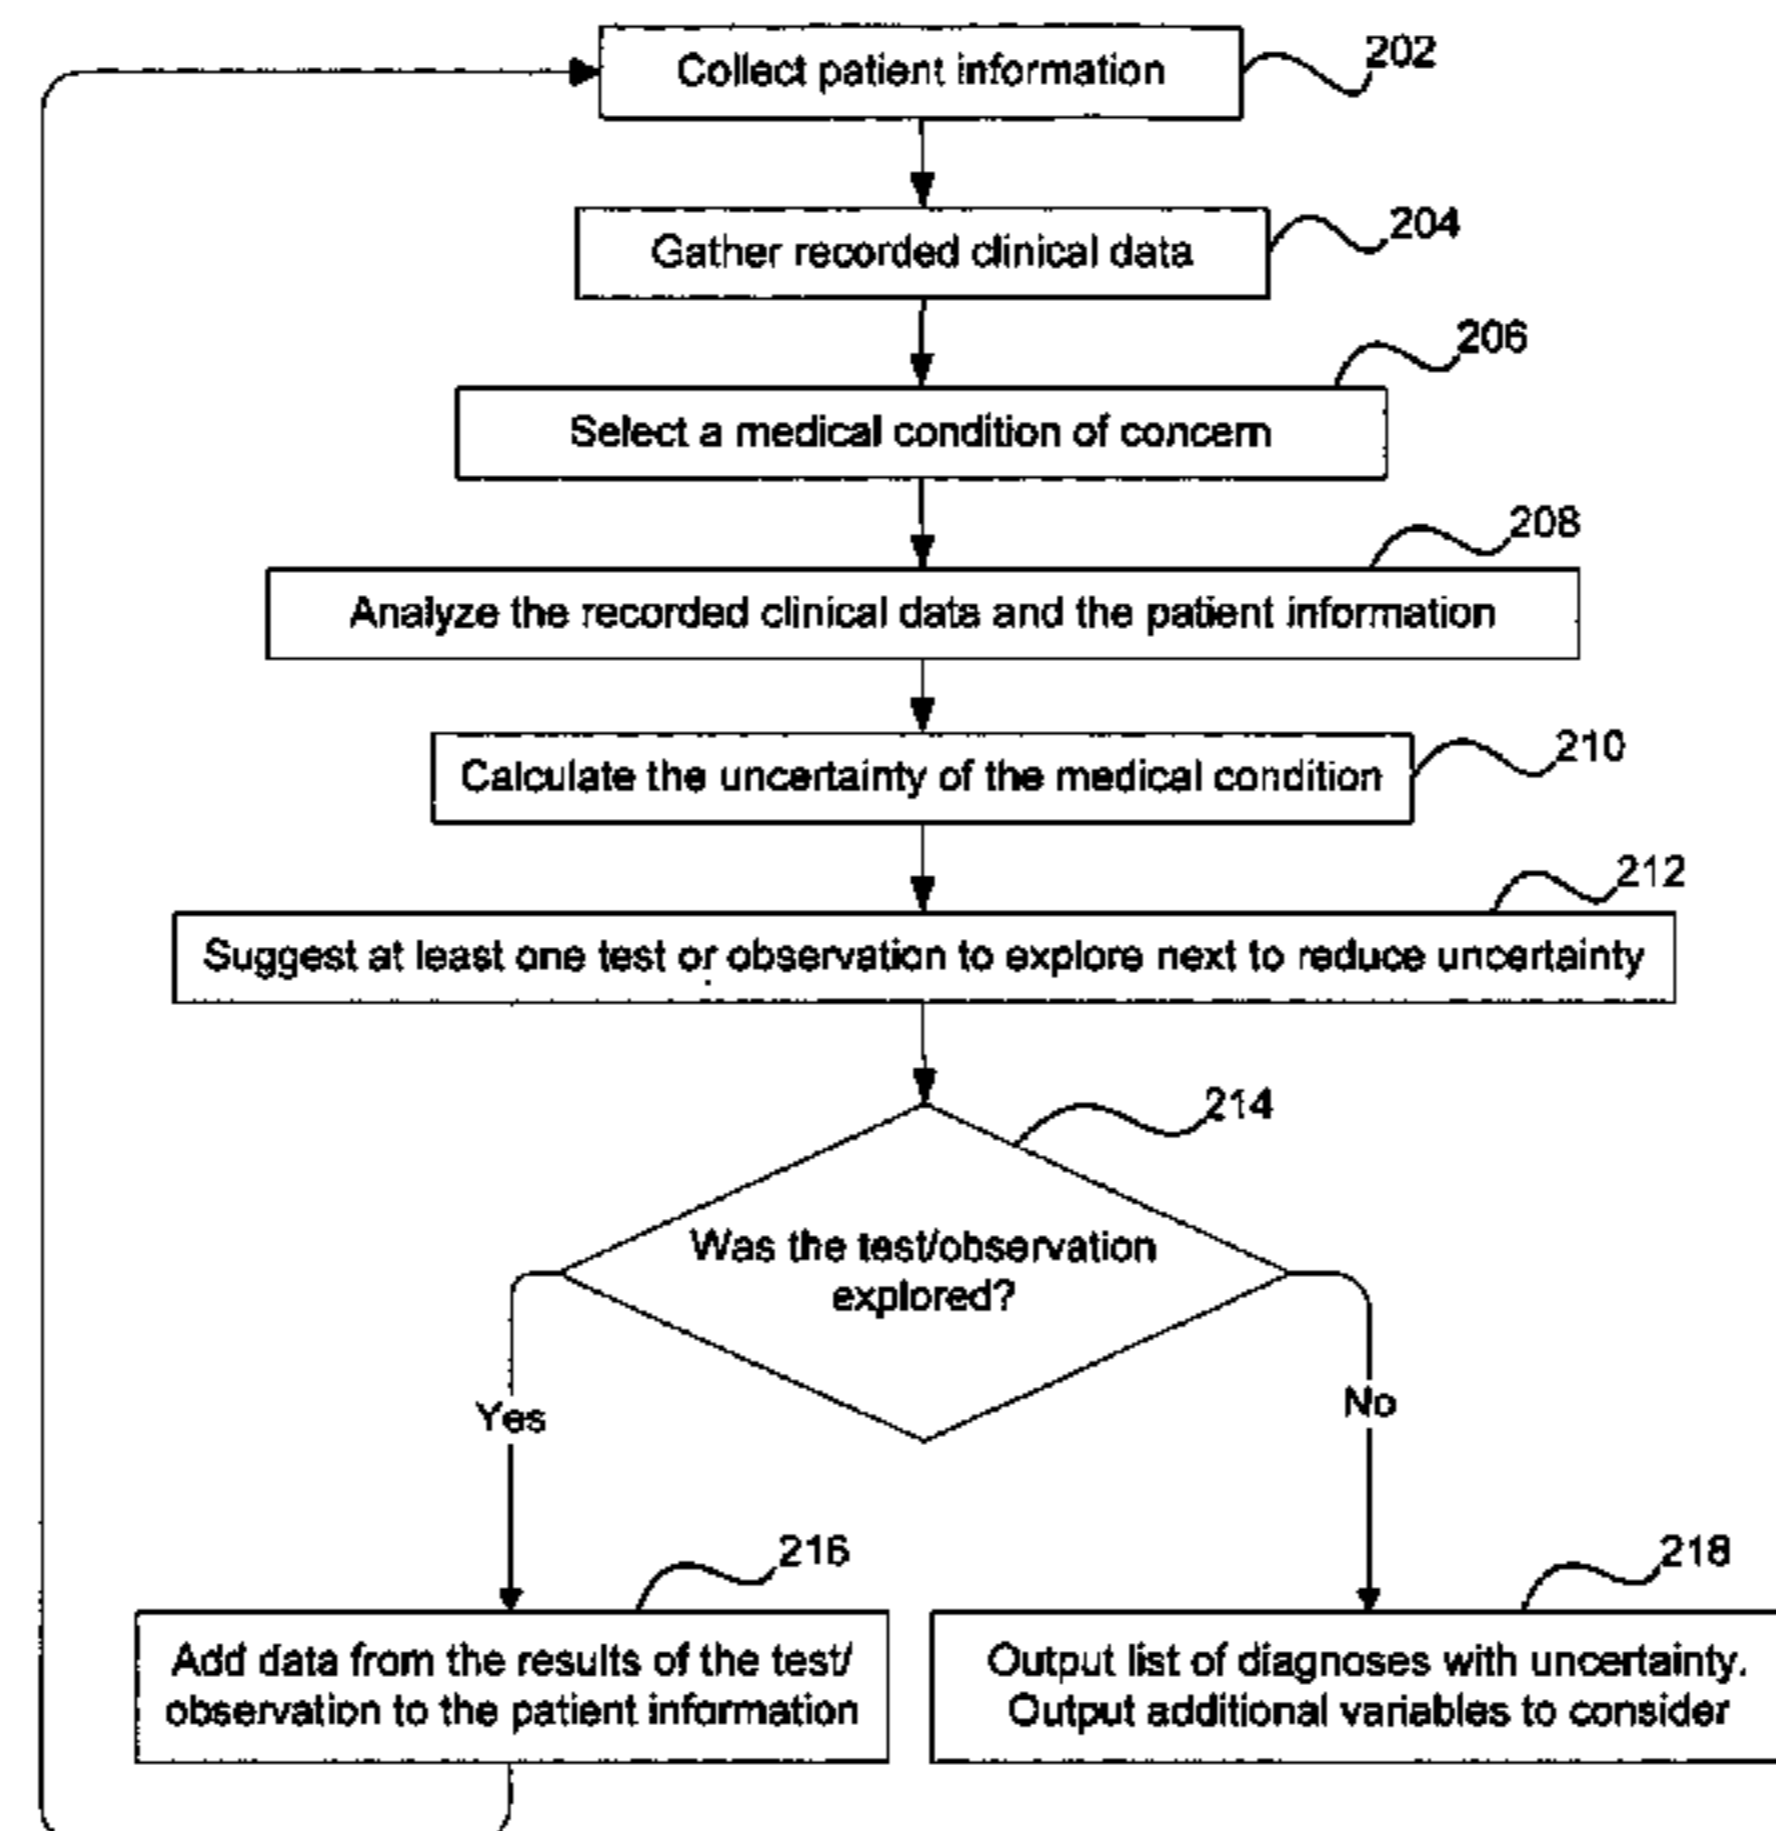 Collect patient information
202
Gather recorded clinical data
204
206
Select a medical condition of concern
208
Analyze the recorded clinical data and the patient information
210
Calculate the uncertainty of the medical condition
212
Suggest at least one test or observation to explore next to reduce uncertainty
214
Was the test/observation
explored?
Yes
No
216
218
Add data from the results of the test/
observation to the patient information
Output list of diagnoses with uncertainty.
Output additional variables to consider